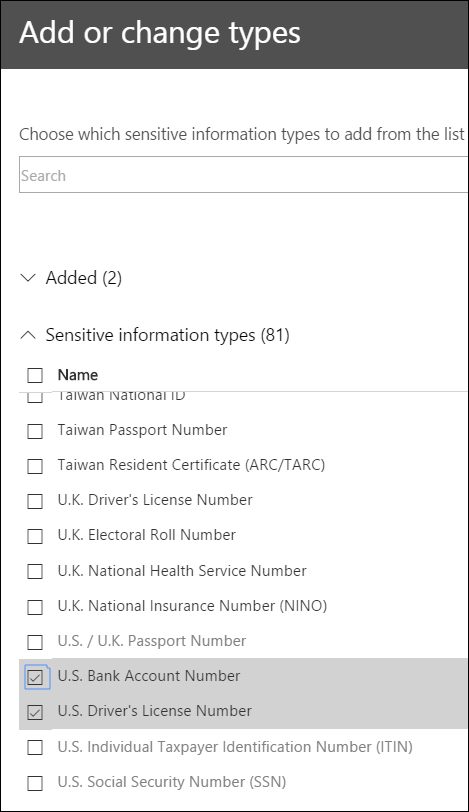 Add or change types
Choose which sensitive information types to add from the list
Search
Added (2)
Sensitive information types (81)
Name
Taiwan National ID
Taiwan Passport Number
Taiwan Resident Certificate (ARC/TARC)
U.K. Driver's License Number
U.K. Electoral Roll Number
U.K. National Health Service Number
U.K. National Insurance Number (NINO)
U.S. / U.K. Passport Number
U.S. Bank Account Number
U.S. Driver's License Number
U.S. Individual Taxpayer Identification Number (ITIN)
U.S. Social Security Number (SSN)